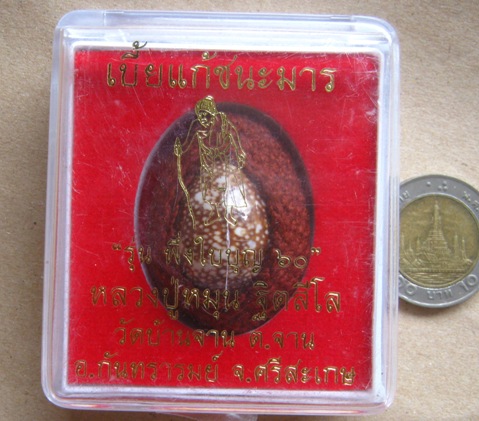 เบี้ยแก้ชนะมาร
"รุ่น พึ่งใบบุญ ๖๐"
หลวงปู่หมุน ฐิตสีโล
วัดบ้านจาน ต.จาน
อ.กันทรารมย์ จ.ศรีสะเกษ